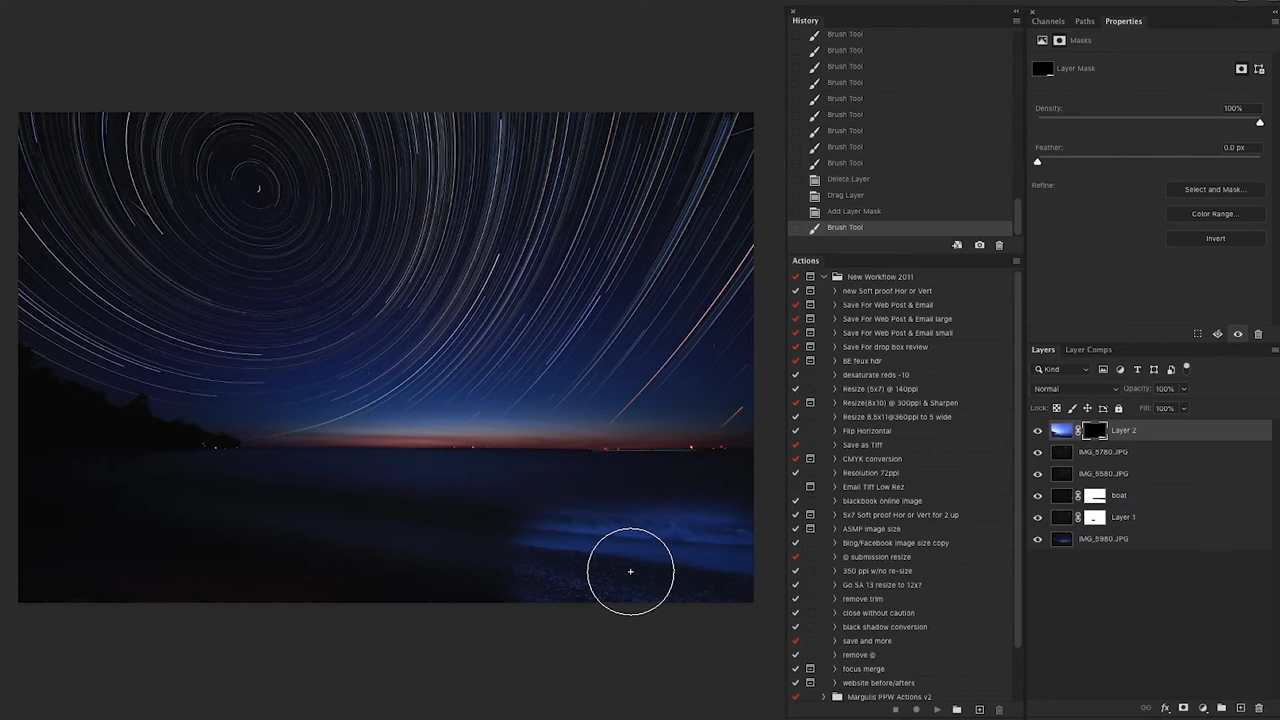 History
Brush Tool
Brush Tool
Brush Tool
Brush Tool
Brush Tool
Brush Tool
Brush Tool
Brush Tool
Brush Tool
Delete Layer
Drag Layer
Add Layer Mask
Brush Tool
Actions
New Workflow 2011
new Soft proof Hor or Vert
Save For Web Post & Email
Save For Web Post & Email large
Save For Web Post & Email small
Save For drop box review
BE feux hdr
desaturate reds -10
Resize (5x7) @ 140ppi
Resize(8x10) @ 300ppi & Sharpen
Resize 8.5x11@360ppi to 5 wide
Flip Horizontal
Save as Tiff
CMYK conversion
Resolution 72ppi
Email Tiff Low Rez
blackbook online image
5x7 Soft proof Hor or Vert for 2 up
ASMP image size
Blog/Facebook Image size copy
@ submission resize
350 ppi w/no re-size
Go SA 13 resize to 12x?
remove trim
close without caution
black shadow conversion
save and more
remove @
focus merge
website before/afters
Margulis PPW Actions v2
Channels Paths Properties
Masks
Layer Mask
Density: 100%
Feather: 0.0 px
Refine: Select and Mask...
Color Range...
Invert
Layers Layer Comps
Kind
Normal Opacity: 100%
Lock: Fill: 100%
Layer 2
IMG_5780.JPG
IMG_5580.JPG
boat
Layer 1
IMG_5980.JPG
fx